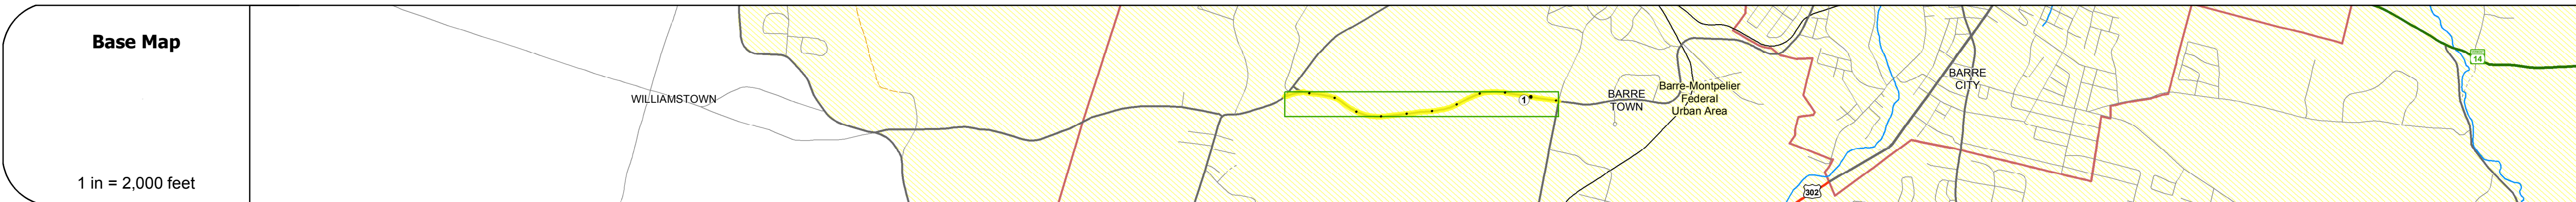 Base Map
1 in = 2,000 feet
WILLIAMSTOWN
1
BARRE
TOWN
Barre-Montpelier
Federal
Urban Area
BARRE
CITY
302
14